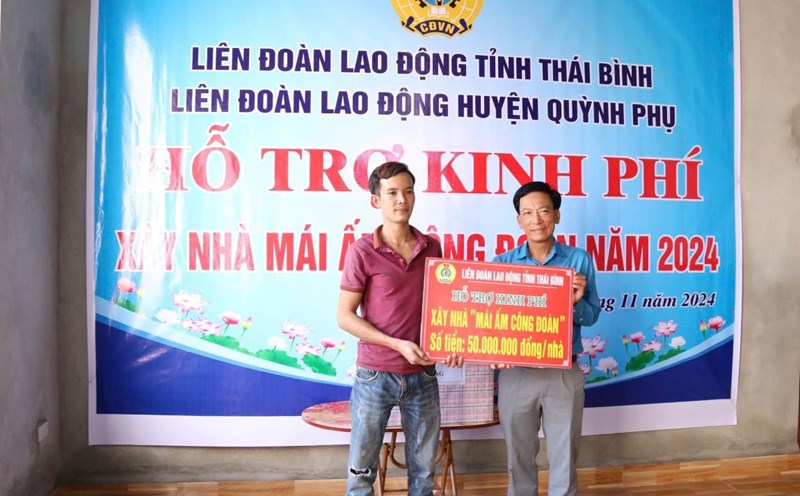 CĐVN
LIÊN ĐOÀN LAO ĐỘNG TỈNH THÁI BÌNH
LIÊN ĐOÀN LAO ĐỘNG HUYỆN QUỲNH PHỤ
HỖ TRỢ KINH PHÍ
XÂY NHÀ MÁI ẤM CÔNG ĐOÀN NĂM 2024
11 năm 2024
LIÊN ĐOÀN LAO ĐỘNG TỈNH THÁI BÌNH
HỖ TRỢ KINH PHÍ
XÂY NHÀ "MÁI ẤM CÔNG ĐOÀN"
Số tiền: 50.000.000 đồng/nhà